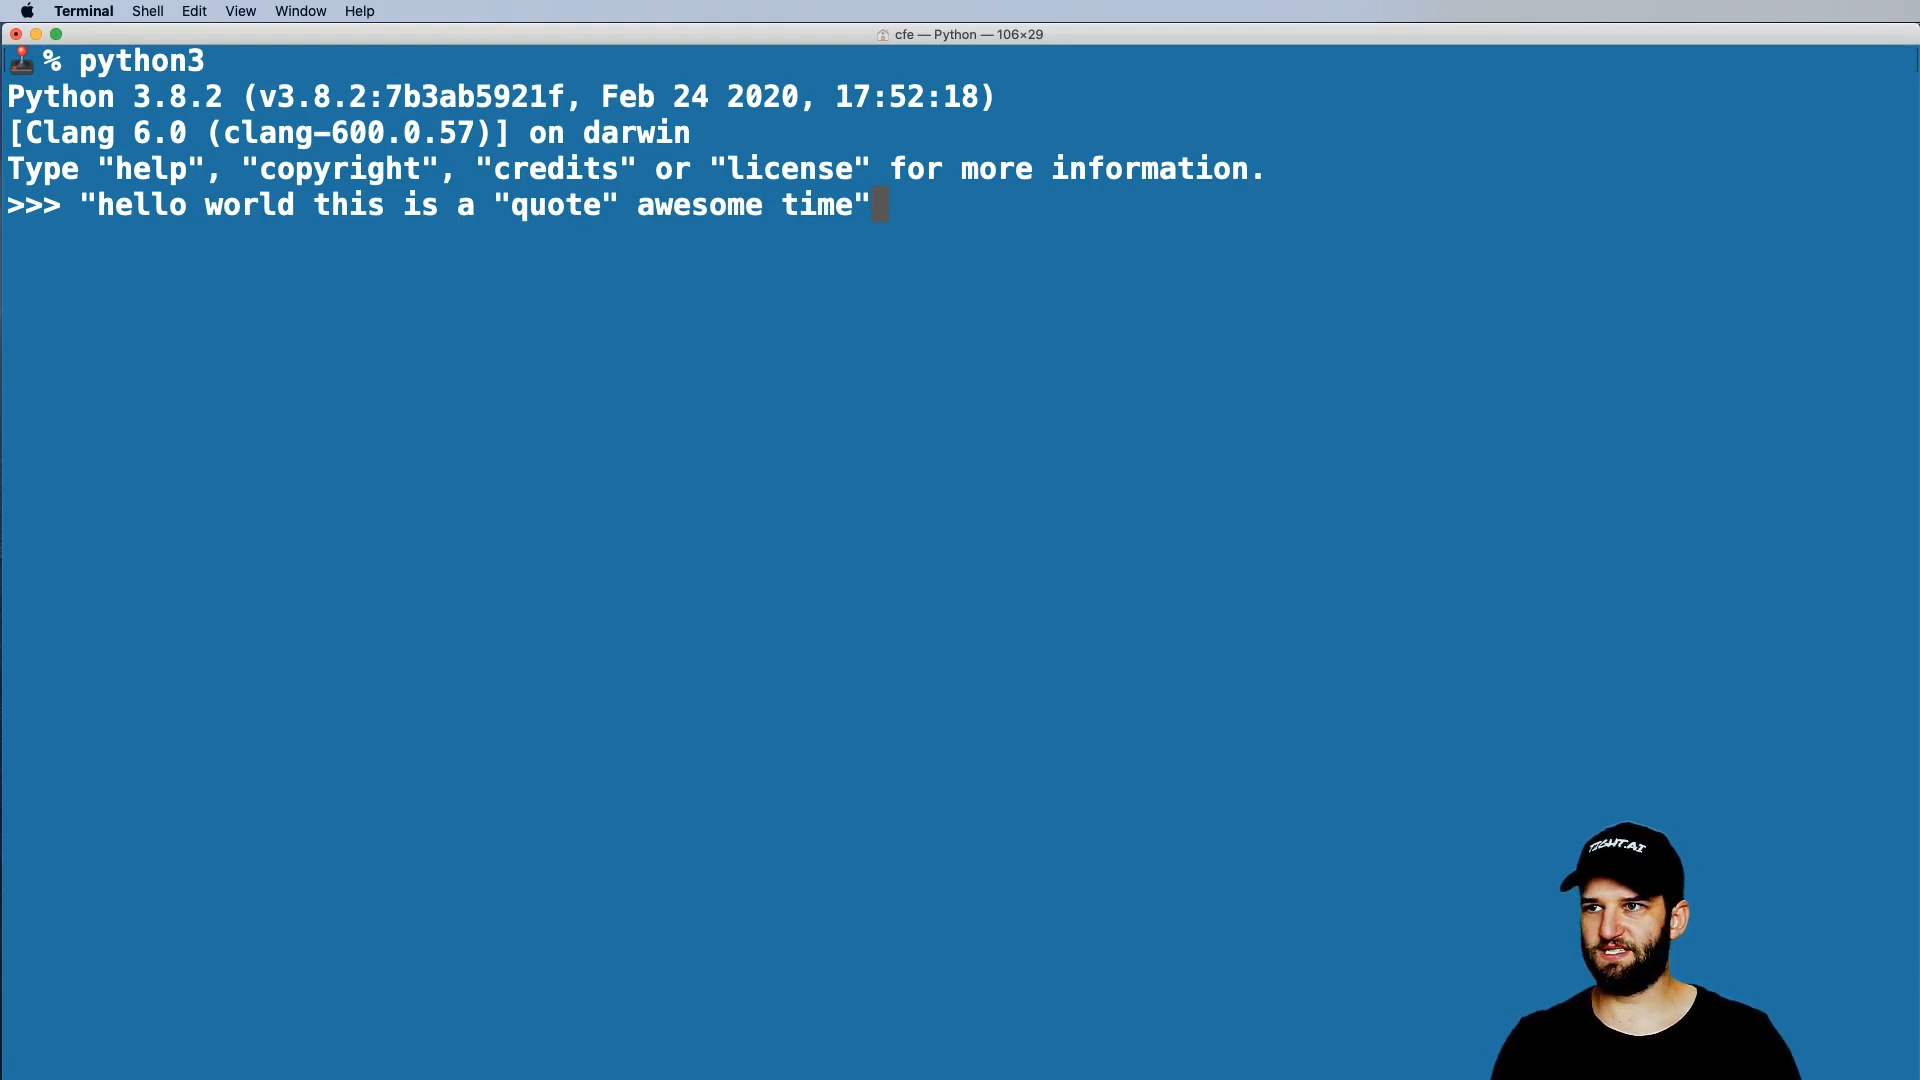 Terminal Shell Edit View Window Help
cfe — Python — 106×29
% python3
Python 3.8.2 (v3.8.2:7b3ab5921f, Feb 24 2020, 17:52:18)
[Clang 6.0 (clang-600.0.57)] on darwin
Type "help", "copyright", "credits" or "license" for more information.
>>> "hello world this is a "quote" awesome time"
TIGHT.AI